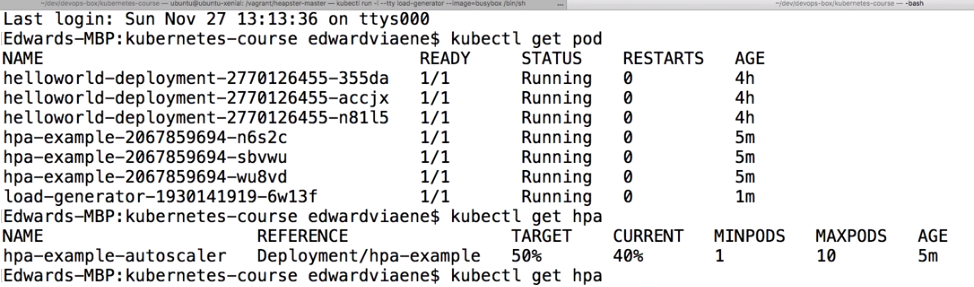 ~/dev/devops-box/kubernetes-course — ubuntu@ubuntu-xenial: /vagrant/heapster-master — kubectl run -i --tty load-generator --image=busybox /bin/sh ~/dev/devops-box/kubernetes-course — -bash
Last login: Sun Nov 27 13:13:36 on ttys000
Edwards-MBP:kubernetes-course edwardviaene$ kubectl get pod
NAME READY STATUS RESTARTS AGE
helloworld-deployment-2770126455-355da 1/1 Running 0 4h
helloworld-deployment-2770126455-accjx 1/1 Running 0 4h
helloworld-deployment-2770126455-n81l5 1/1 Running 0 4h
hpa-example-2067859694-n6s2c 1/1 Running 0 5m
hpa-example-2067859694-sbvwu 1/1 Running 0 5m
hpa-example-2067859694-wu8vd 1/1 Running 0 5m
load-generator-1930141919-6w13f 1/1 Running 0 1m
Edwards-MBP:kubernetes-course edwardviaene$ kubectl get hpa
NAME REFERENCE TARGET CURRENT MINPODS MAXPODS AGE
hpa-example-autoscaler Deployment/hpa-example 50% 40% 1 10 5m
Edwards-MBP:kubernetes-course edwardviaene$ kubectl get hpa